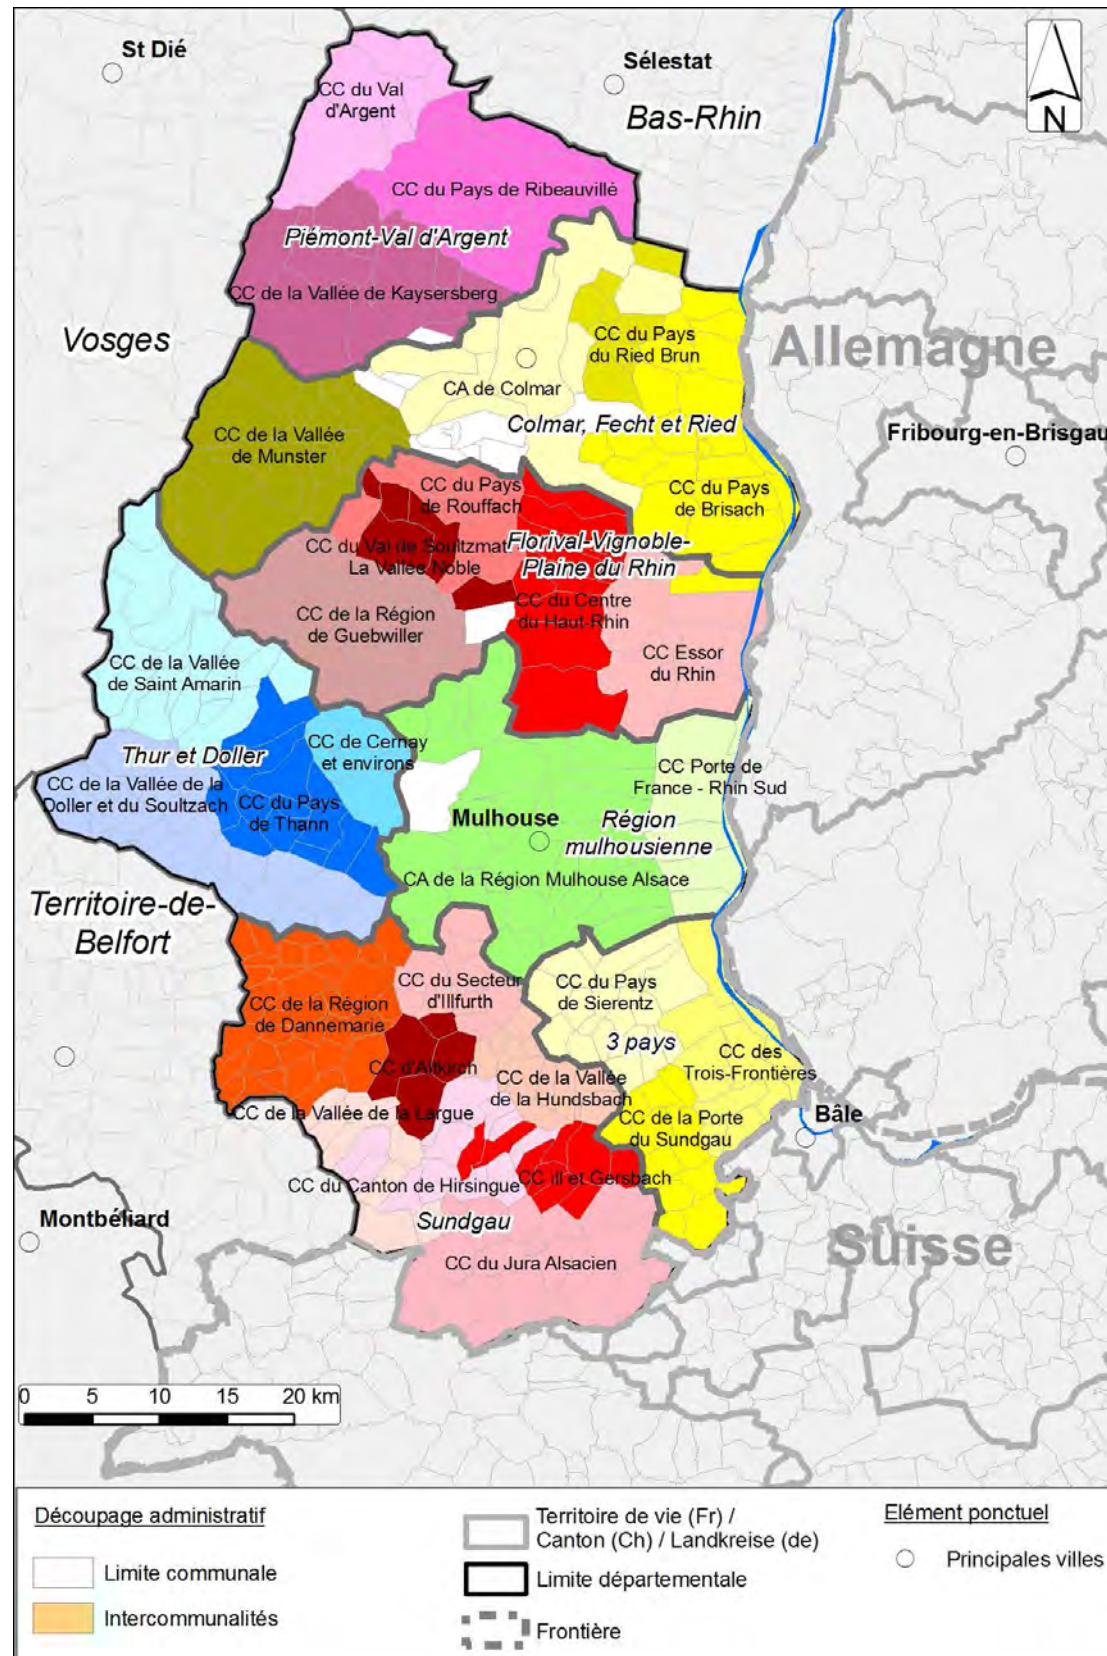 St Dié
Sélestat
Bas-Rhin
N
CC du Val
d'Argent
CC du Pays de Ribeauvillé
Piémont-Val d'Argent
CC de la Vallée de Kaysersberg
Vosges
Allemagne
CC du Pays
du Ried Brun
CA de Colmar
Colmar, Fecht et Ried
Fribourg-en-Brisgau
CC de la Vallée
de Munster
CC du Pays
de Rouffach
CC du Pays
de Brisach
CC du Val de Soultzmat
La Vallée Noble
Florival-Vignoble-
Plaine du Rhin
CC de la Région
de Guebwiller
CC du Centre
du Haut-Rhin
CC Essor
du Rhin
CC de la Vallée
de Saint Amarin
Thur et Doller
CC de Cernay
et environs
CC Porte de
France - Rhin Sud
CC de la Vallée de la
Doller et du Soultzach
CC du Pays
de Thann
Mulhouse
Région
mulhousienne
CA de la Région Mulhouse Alsace
Territoire-de-
Belfort
CC du Secteur
d'Illfurth
CC du Pays
de Sierentz
CC de la Région
de Dannemarie
3 pays
CC des
Trois-Frontières
CC d'Altkirch
CC de la Vallée
de la Hundsbach
CC de la Vallée de la Largue
CC de la Porte
du Sundgau
Bâle
CC du Canton de Hirsingue
CC ill et Gersbach
Montbéliard
Sundgau
Suisse
CC du Jura Alsacien
0 5 10 15 20 km
Découpage administratif
Limite communale
Intercommunalités
Territoire de vie (Fr) /
Canton (Ch) / Landkreise (de)
Limite départementale
Frontière
Elément ponctuel
Principales villes